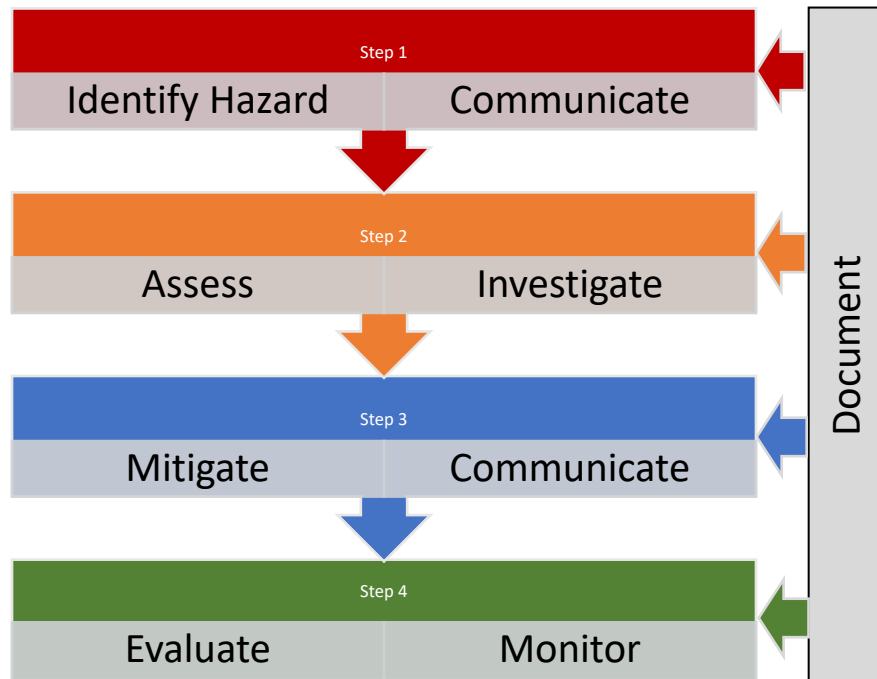 Step 1
Identify Hazard Communicate
Step 2
Assess Investigate
Step 3
Mitigate Communicate
Step 4
Evaluate Monitor
Document